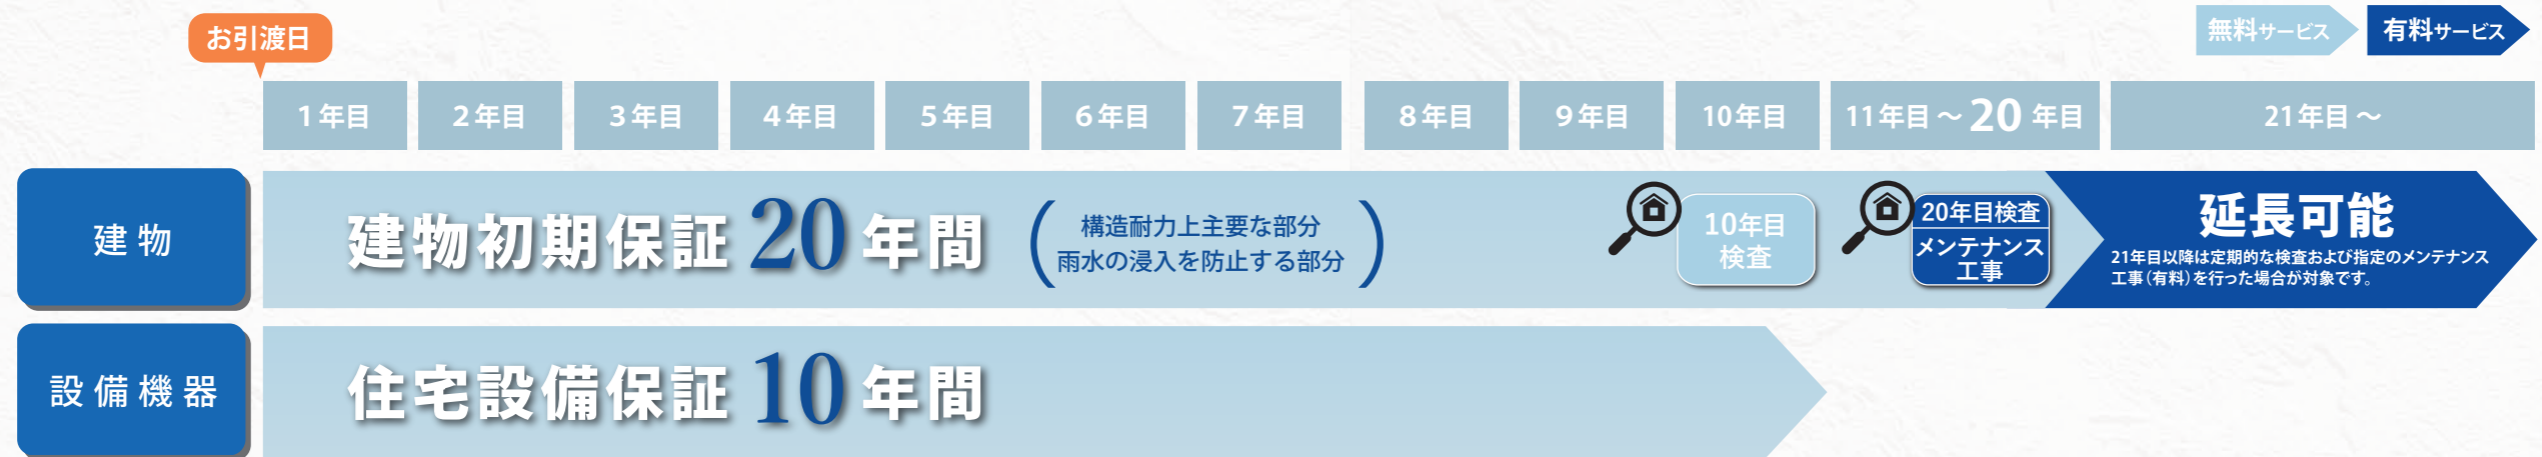 お引渡日
無料サービス
有料サービス
1年目
2年目
3年目
4年目
5年目
6年目
7年目
8年目
9年目
10年目
11年目～20年目
21年目～
建物
建物初期保証20年間
構造耐力上主要な部分
雨水の浸入を防止する部分
10年目
検査
20年目検査
メンテナンス
工事
延長可能
21年目以降は定期的な検査および指定のメンテナンス
工事（有料）を行った場合が対象です。
設備機器
住宅設備保証10年間